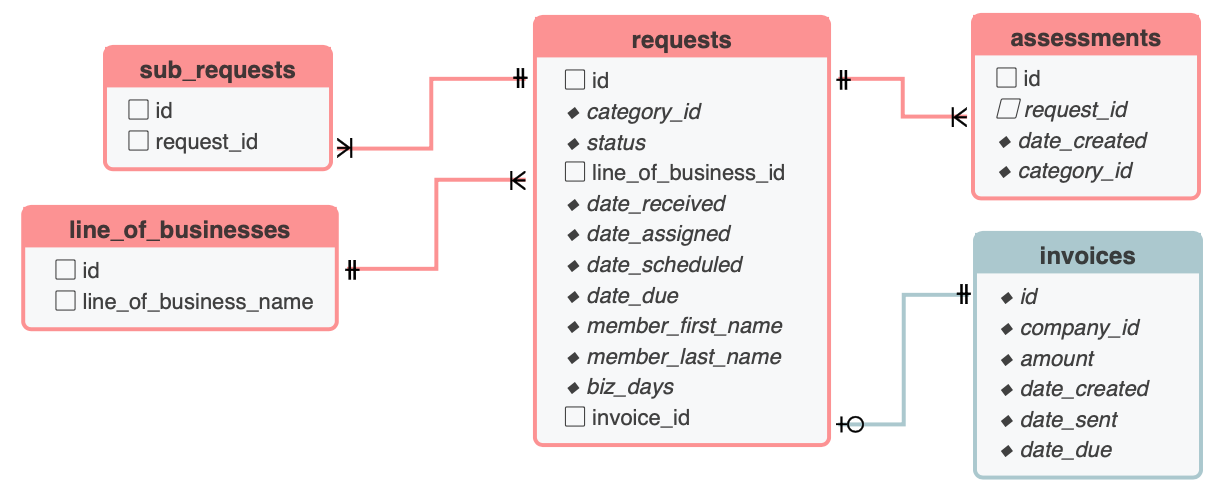 sub_requests
id
request_id
line_of_businesses
id
line_of_business_name
requests
id
category_id
status
line_of_business_id
date_received
date_assigned
date_scheduled
date_due
member_first_name
member_last_name
biz_days
invoice_id
assessments
id
request_id
date_created
category_id
invoices
id
company_id
amount
date_created
date_sent
date_due